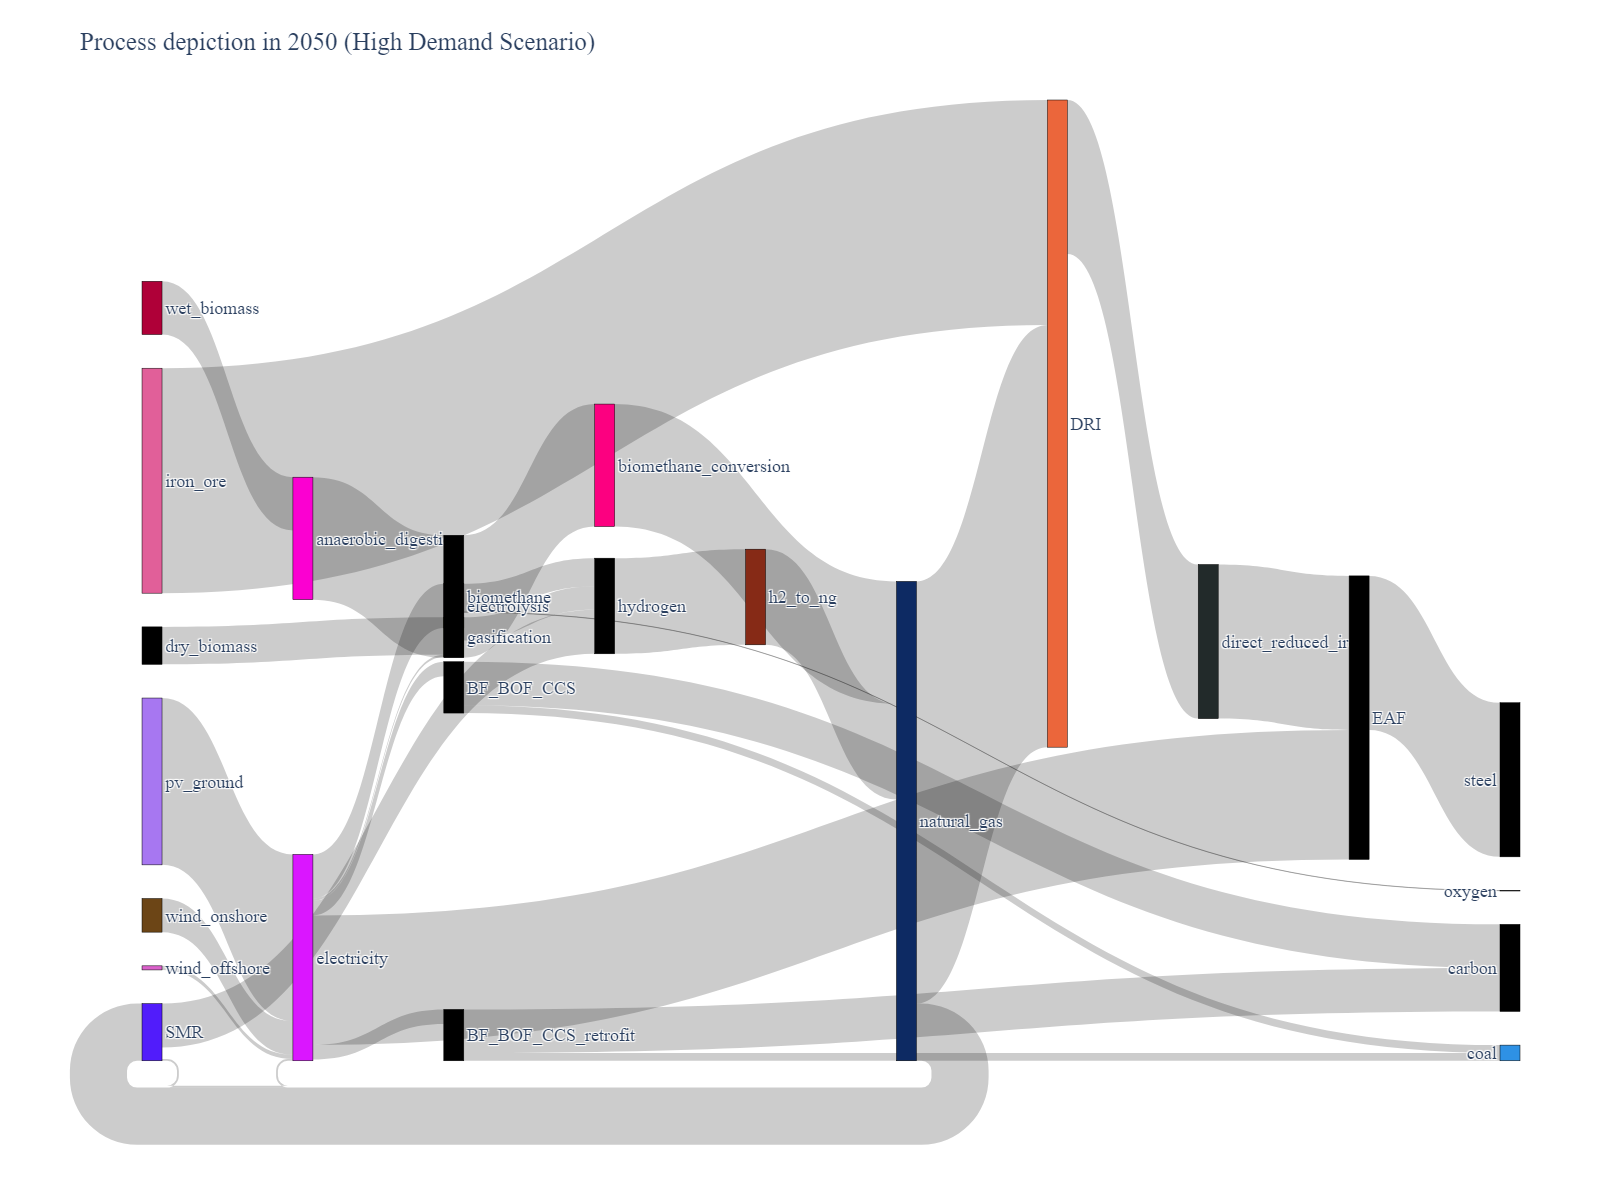 Process depiction in 2050 (High Demand Scenario)
wet_biomass
iron_ore
dry_biomass
pv_ground
wind_onshore
wind_offshore
SMR
anaerobic_digesti
electricity
biomethane
electrolysis
gasification
BF_BOF_CCS
BF_BOF_CCS_retrofit
biomethane_conversion
hydrogen
h2_to_ng
natural_gas
DRI
direct_reduced_ir
EAF
steel
oxygen
carbon
coal